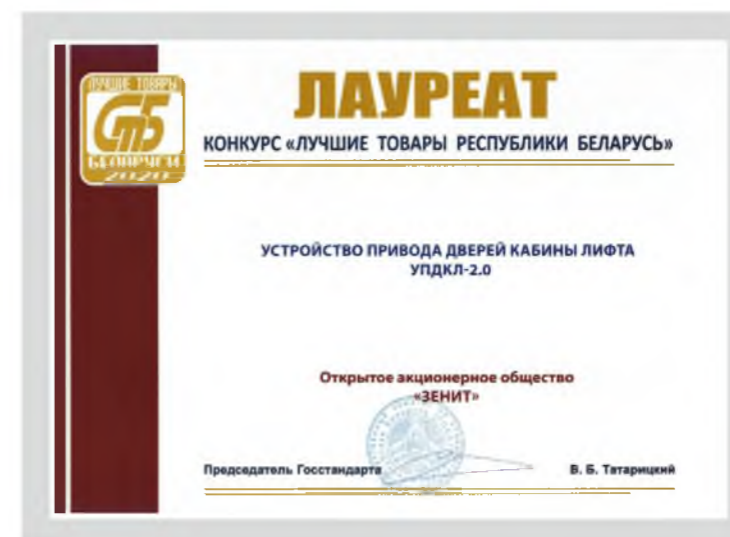 ЛУЧШИЕ ТОВАРЫ
СТБ
БЕЛАРУСИ
2020
ЛАУРЕАТ
КОНКУРС «ЛУЧШИЕ ТОВАРЫ РЕСПУБЛИКИ БЕЛАРУСЬ»
УСТРОЙСТВО ПРИВОДА ДВЕРЕЙ КАБИНЫ ЛИФТА
УПДКЛ-2.0
Открытое акционерное общество
«ЗЕНИТ»
Председатель Госстандарта
В. Б. Татарицкий